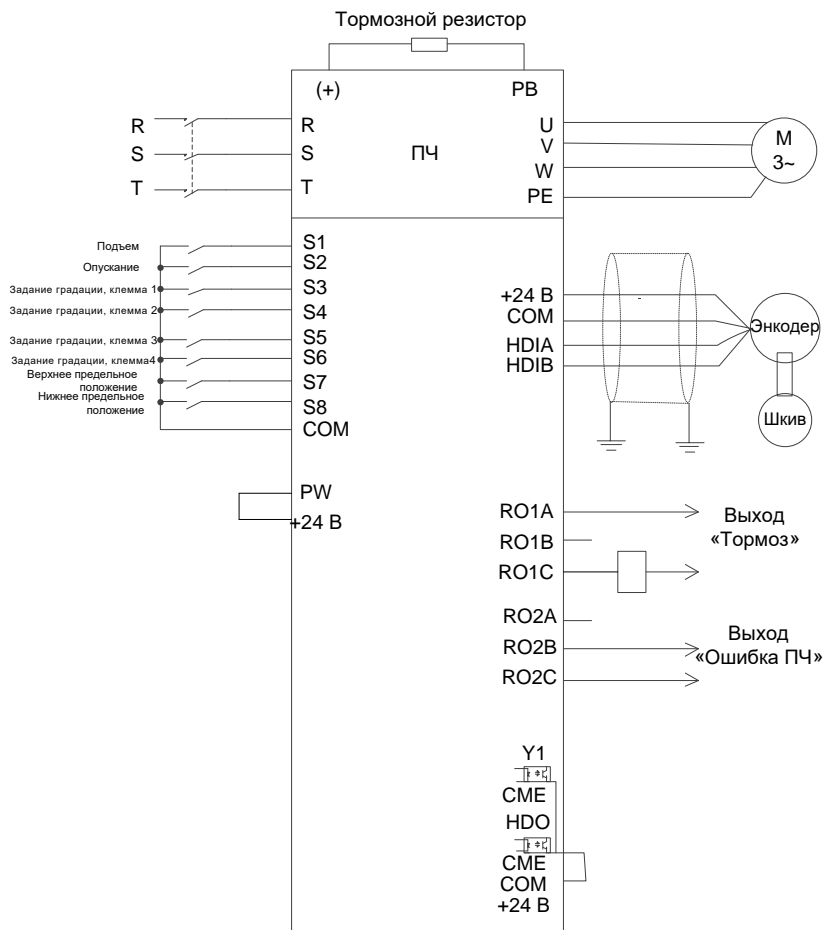 Тормозной резистор
(+)
PB
R
R
U
V
M
3~
S
S
ПЧ
W
T
T
PE
Подъем
S1
Опускание
S2
Задание градации, клемма 1
S3
Задание градации, клемма 2
S4
Задание градации, клемма 3
S5
Задание градации, клемма4
S6
Верхнее предельное
положение
S7
Нижнее предельное
положение
S8
COM
+24 В
COM
HDIA
HDIB
Энкодер
Шкив
PW
+24 В
RO1A
RO1B
RO1C
Выход
«Тормоз»
RO2A
RO2B
RO2C
Выход
«Ошибка ПЧ»
Y1
CME
HDO
CME
COM
+24 В